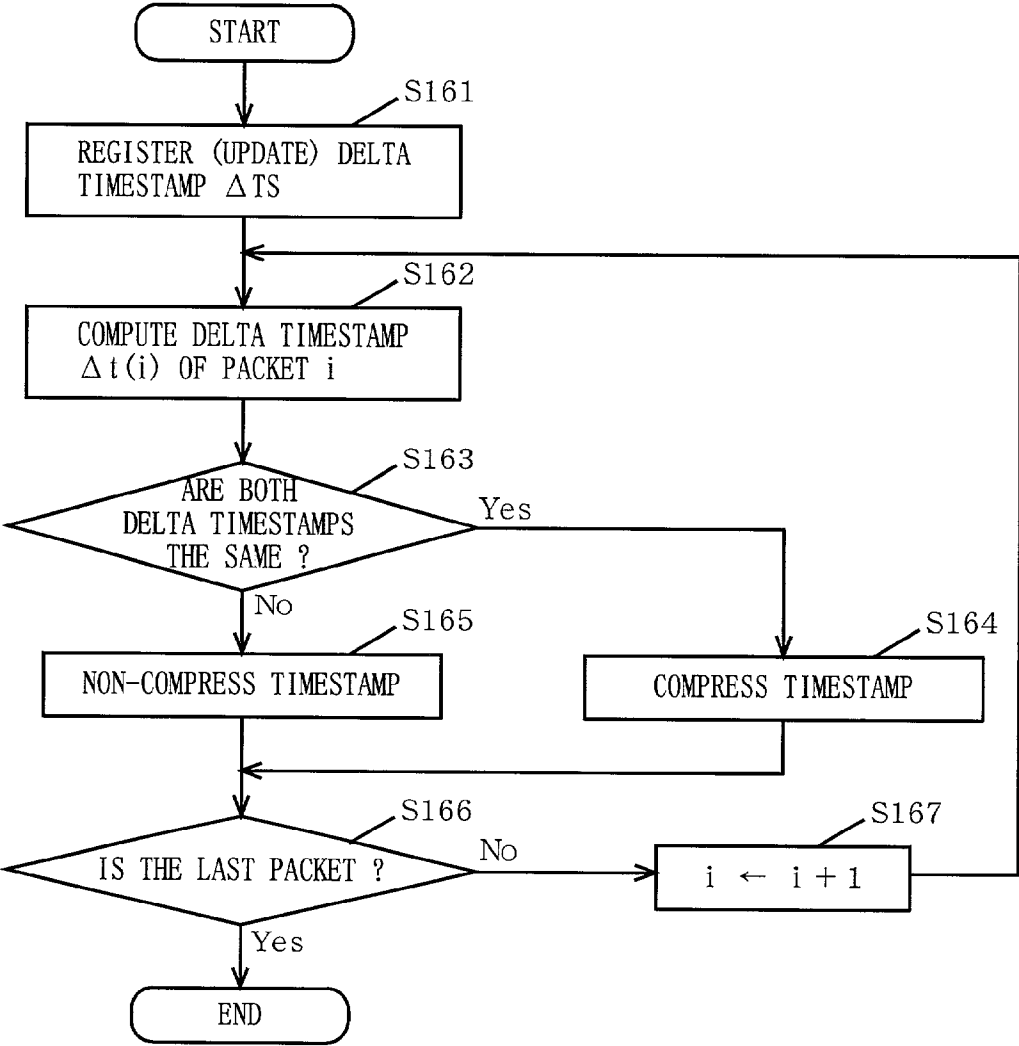 START
S161
REGISTER (UPDATE) DELTA
TIMESTAMP ΔTS
S162
COMPUTE DELTA TIMESTAMP
Δt(i) OF PACKET i
S163
ARE BOTH
DELTA TIMESTAMPS
THE SAME ?
Yes
No
S165
NON-COMPRESS TIMESTAMP
S164
COMPRESS TIMESTAMP
S166
IS THE LAST PACKET ?
No
S167
i ← i+1
Yes
END